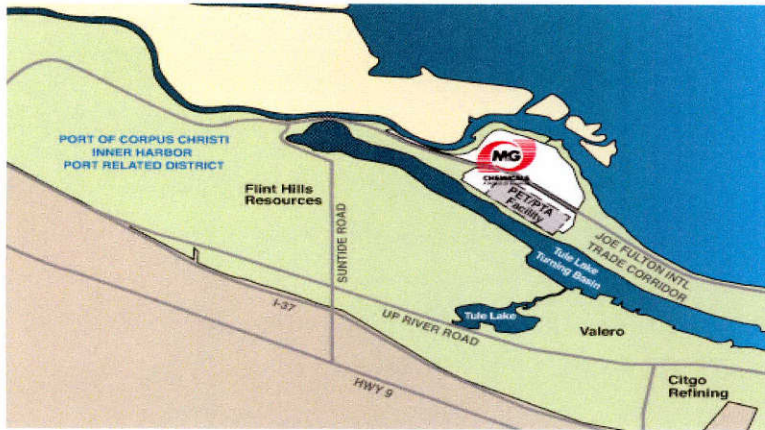 PORT OF CORPUS CHRISTI
INNER HARBOR
PORT RELATED DISTRICT
Flint Hills
Resources
SUNTIDE ROAD
M&G
CHEMICALS
PET/PTA
Facility
JOE FULTON INTL
TRADE CORRIDOR
Tule Lake
Turning Basin
I-37
UP RIVER ROAD
Tule Lake
Valero
HWY 9
Citgo
Refining